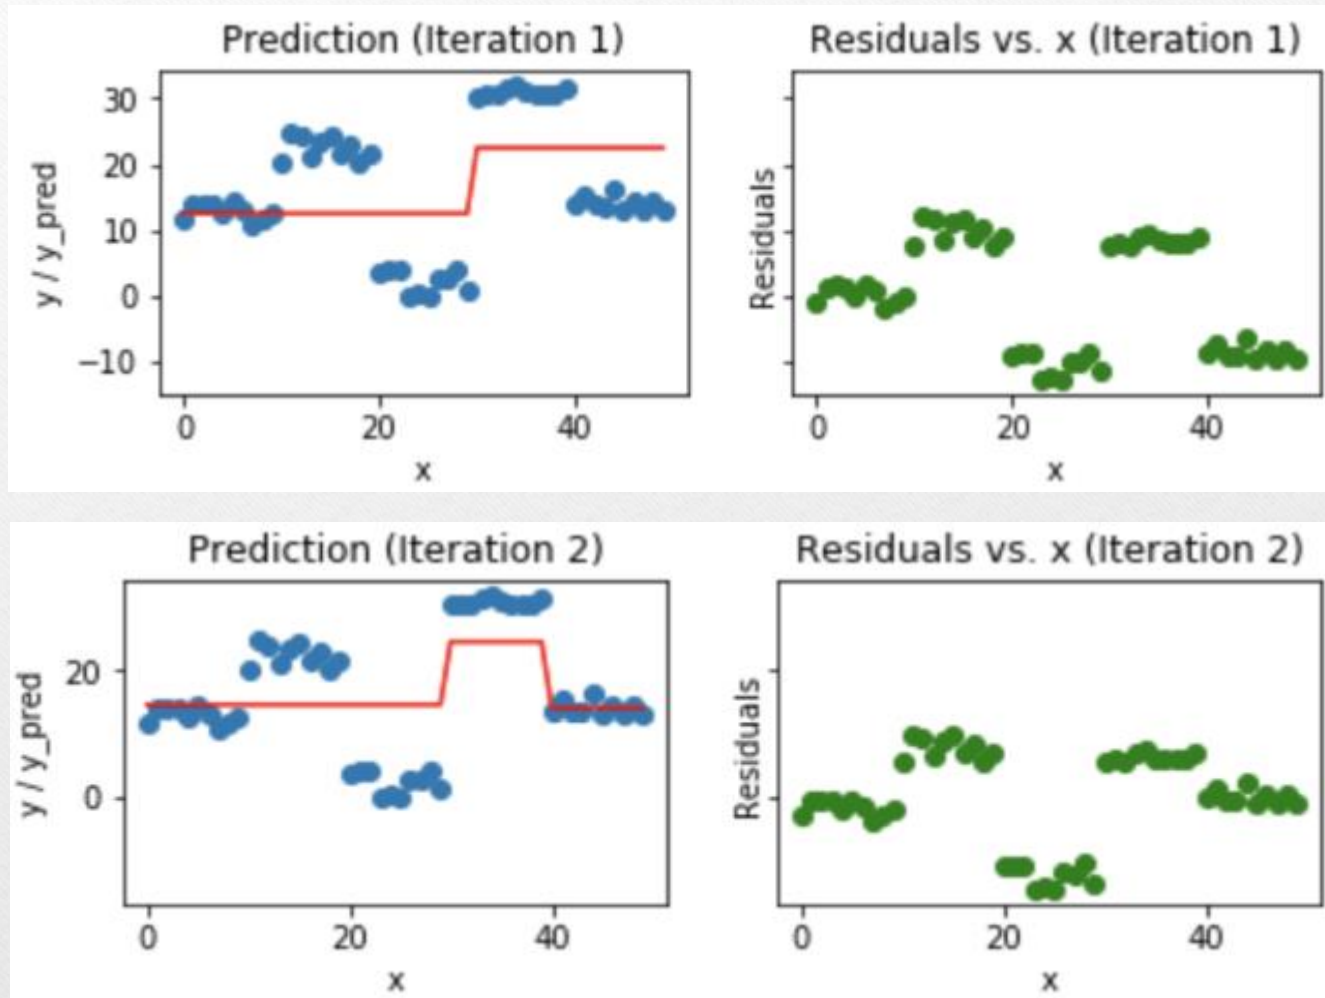 Prediction (Iteration 1)
30
20
10
0
−10
y / y_pred
0
20
40
x
Residuals vs. x (Iteration 1)
Residuals
0
20
40
x
Prediction (Iteration 2)
20
0
y / y_pred
0
20
40
x
Residuals vs. x (Iteration 2)
Residuals
0
20
40
x